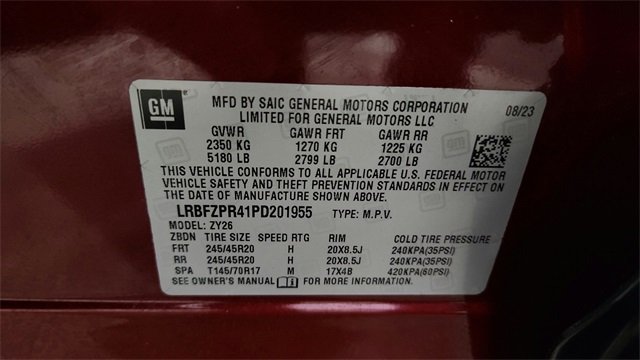 GM
MFD BY SAIC GENERAL MOTORS CORPORATION
LIMITED FOR GENERAL MOTORS LLC
08/23
GVWR GAWR FRT GAWR RR
2350 KG 1270 KG 1225 KG
5180 LB 2799 LB 2700 LB
THIS VEHICLE CONFORMS TO ALL APPLICABLE U.S. FEDERAL MOTOR
VEHICLE SAFETY AND THEFT PREVENTION STANDARDS IN EFFECT ON
THE DATE OF MANUFACTURE SHOWN ABOVE.
LRBFZPR41PD201955 TYPE: M.P.V.
MODEL: ZY26
ZBDN TIRE SIZE SPEED RTG RIM COLD TIRE PRESSURE
FRT 245/45R20 H 20X8.5J 240KPA(35PSI)
RR 245/45R20 H 20X8.5J 240KPA(35PSI)
SPA T145/70R17 M 17X4B 420KPA(60PSI)
SEE OWNER'S MANUAL i FOR MORE INFORMATION.